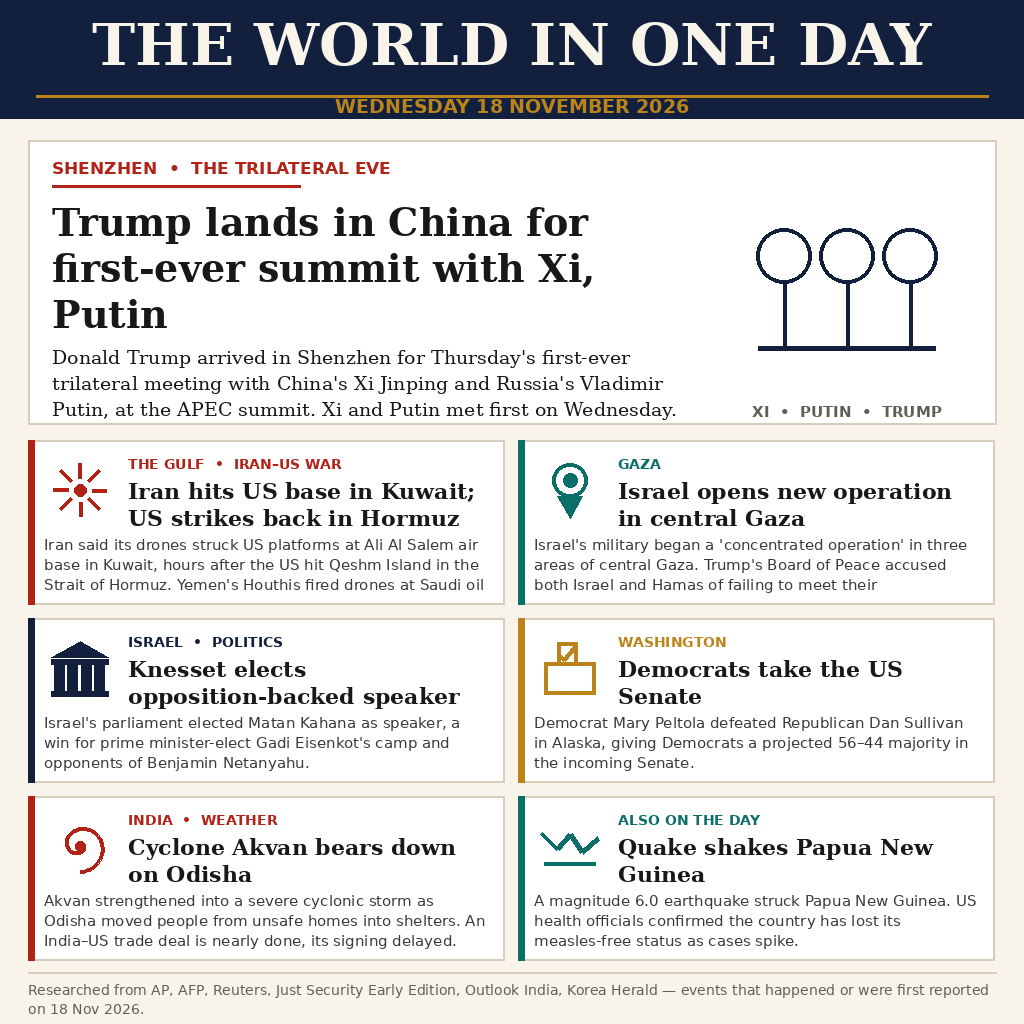 THE WORLD IN ONE DAY
WEDNESDAY 18 NOVEMBER 2026
SHENZHEN • THE TRILATERAL EVE
Trump lands in China for
first-ever summit with Xi,
Putin
Donald Trump arrived in Shenzhen for Thursday's first-ever
trilateral meeting with China's Xi Jinping and Russia's Vladimir
Putin, at the APEC summit. Xi and Putin met first on Wednesday.
XI • PUTIN • TRUMP
THE GULF • IRAN–US WAR
Iran hits US base in Kuwait;
US strikes back in Hormuz
Iran said its drones struck US platforms at Ali Al Salem air
base in Kuwait, hours after the US hit Qeshm Island in the
Strait of Hormuz. Yemen's Houthis fired drones at Saudi oil
GAZA
Israel opens new operation
in central Gaza
Israel's military began a 'concentrated operation' in three
areas of central Gaza. Trump's Board of Peace accused
both Israel and Hamas of failing to meet their
ISRAEL • POLITICS
Knesset elects
opposition-backed speaker
Israel's parliament elected Matan Kahana as speaker, a
win for prime minister-elect Gadi Eisenkot's camp and
opponents of Benjamin Netanyahu.
WASHINGTON
Democrats take the US
Senate
Democrat Mary Peltola defeated Republican Dan Sullivan
in Alaska, giving Democrats a projected 56–44 majority in
the incoming Senate.
INDIA • WEATHER
Cyclone Akvan bears down
on Odisha
Akvan strengthened into a severe cyclonic storm as
Odisha moved people from unsafe homes into shelters. An
India–US trade deal is nearly done, its signing delayed.
ALSO ON THE DAY
Quake shakes Papua New
Guinea
A magnitude 6.0 earthquake struck Papua New Guinea. US
health officials confirmed the country has lost its
measles-free status as cases spike.
Researched from AP, AFP, Reuters, Just Security Early Edition, Outlook India, Korea Herald — events that happened or were first reported
on 18 Nov 2026.